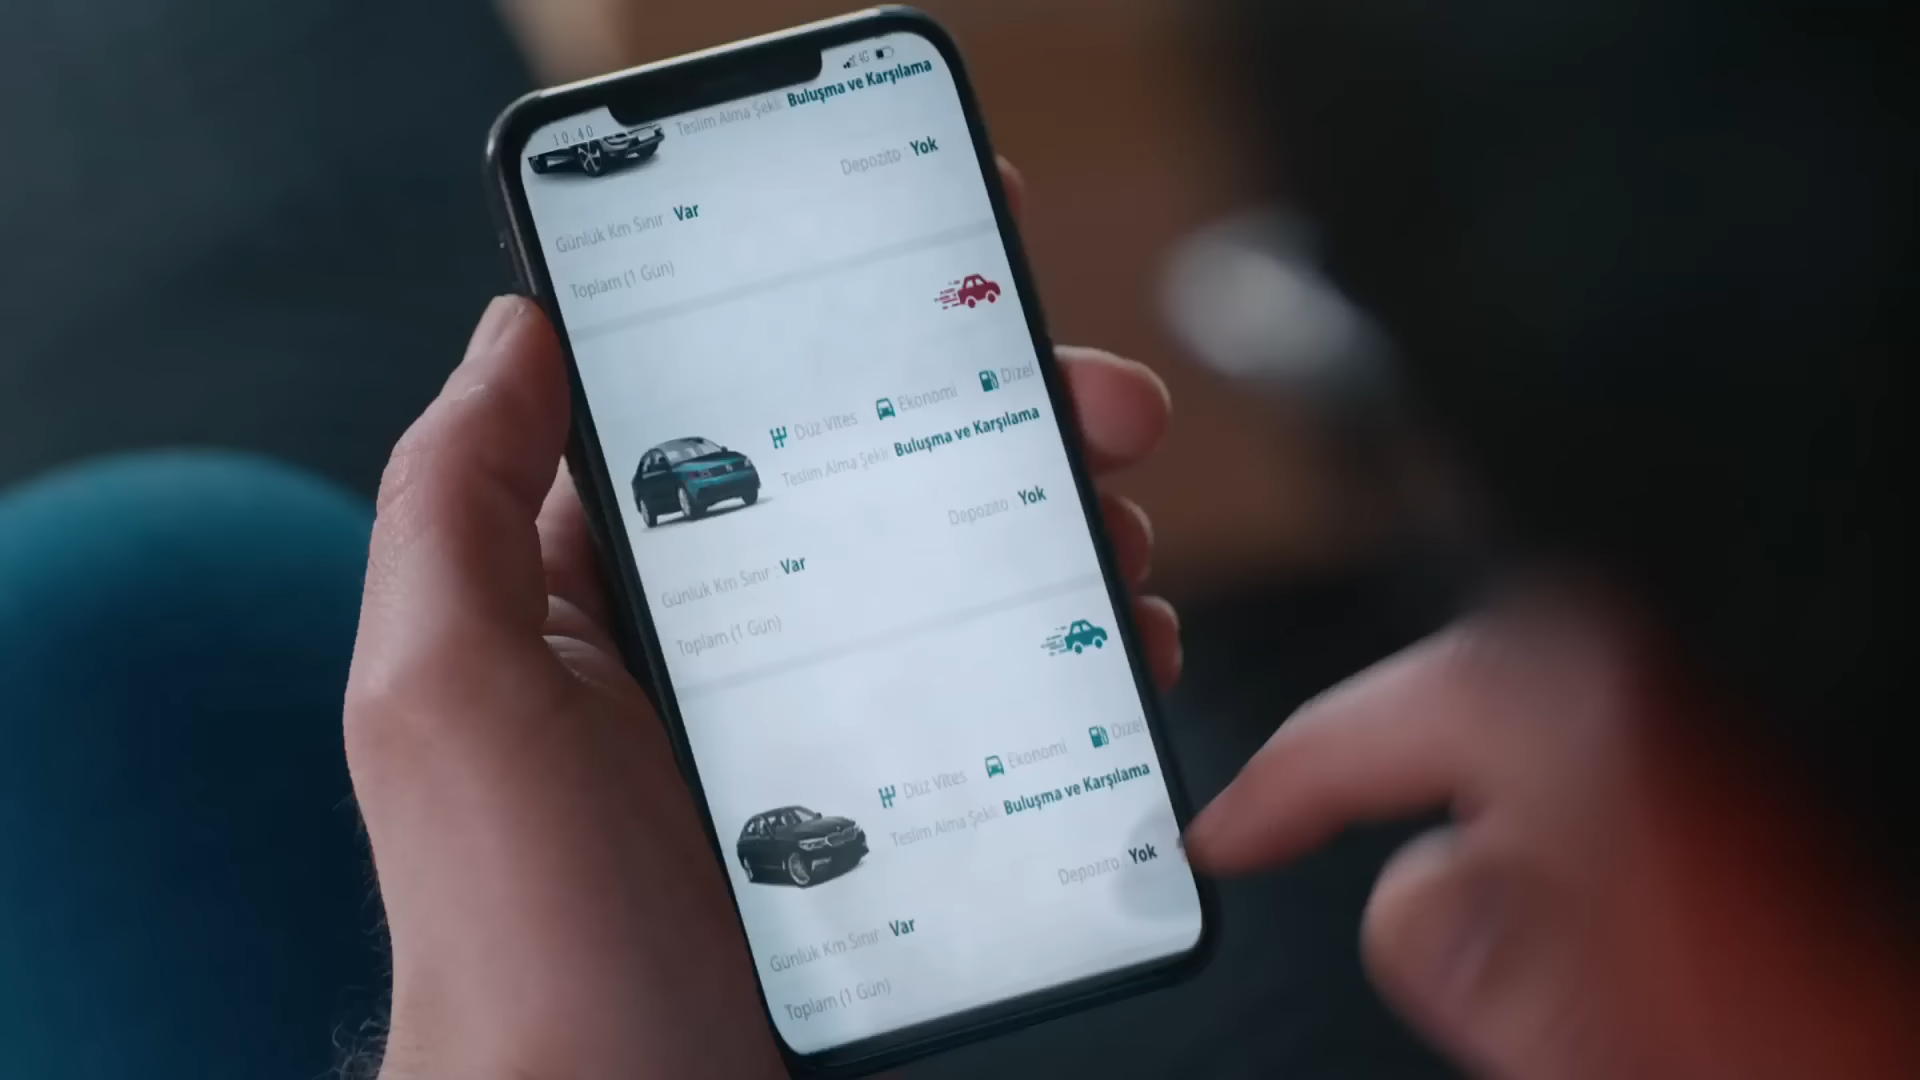 10:40
4G
Teslim Alma Şekli: Buluşma ve Karşılama
Depozito : Yok
Günlük Km Sınır : Var
Toplam (1 Gün)
Düz Vites Ekonomi Dizel
Teslim Alma Şekli: Buluşma ve Karşılama
Depozito : Yok
Günlük Km Sınır : Var
Toplam (1 Gün)
Düz Vites Ekonomi Dizel
Teslim Alma Şekli: Buluşma ve Karşılama
Depozito : Yok
Günlük Km Sınır : Var
Toplam (1 Gün)